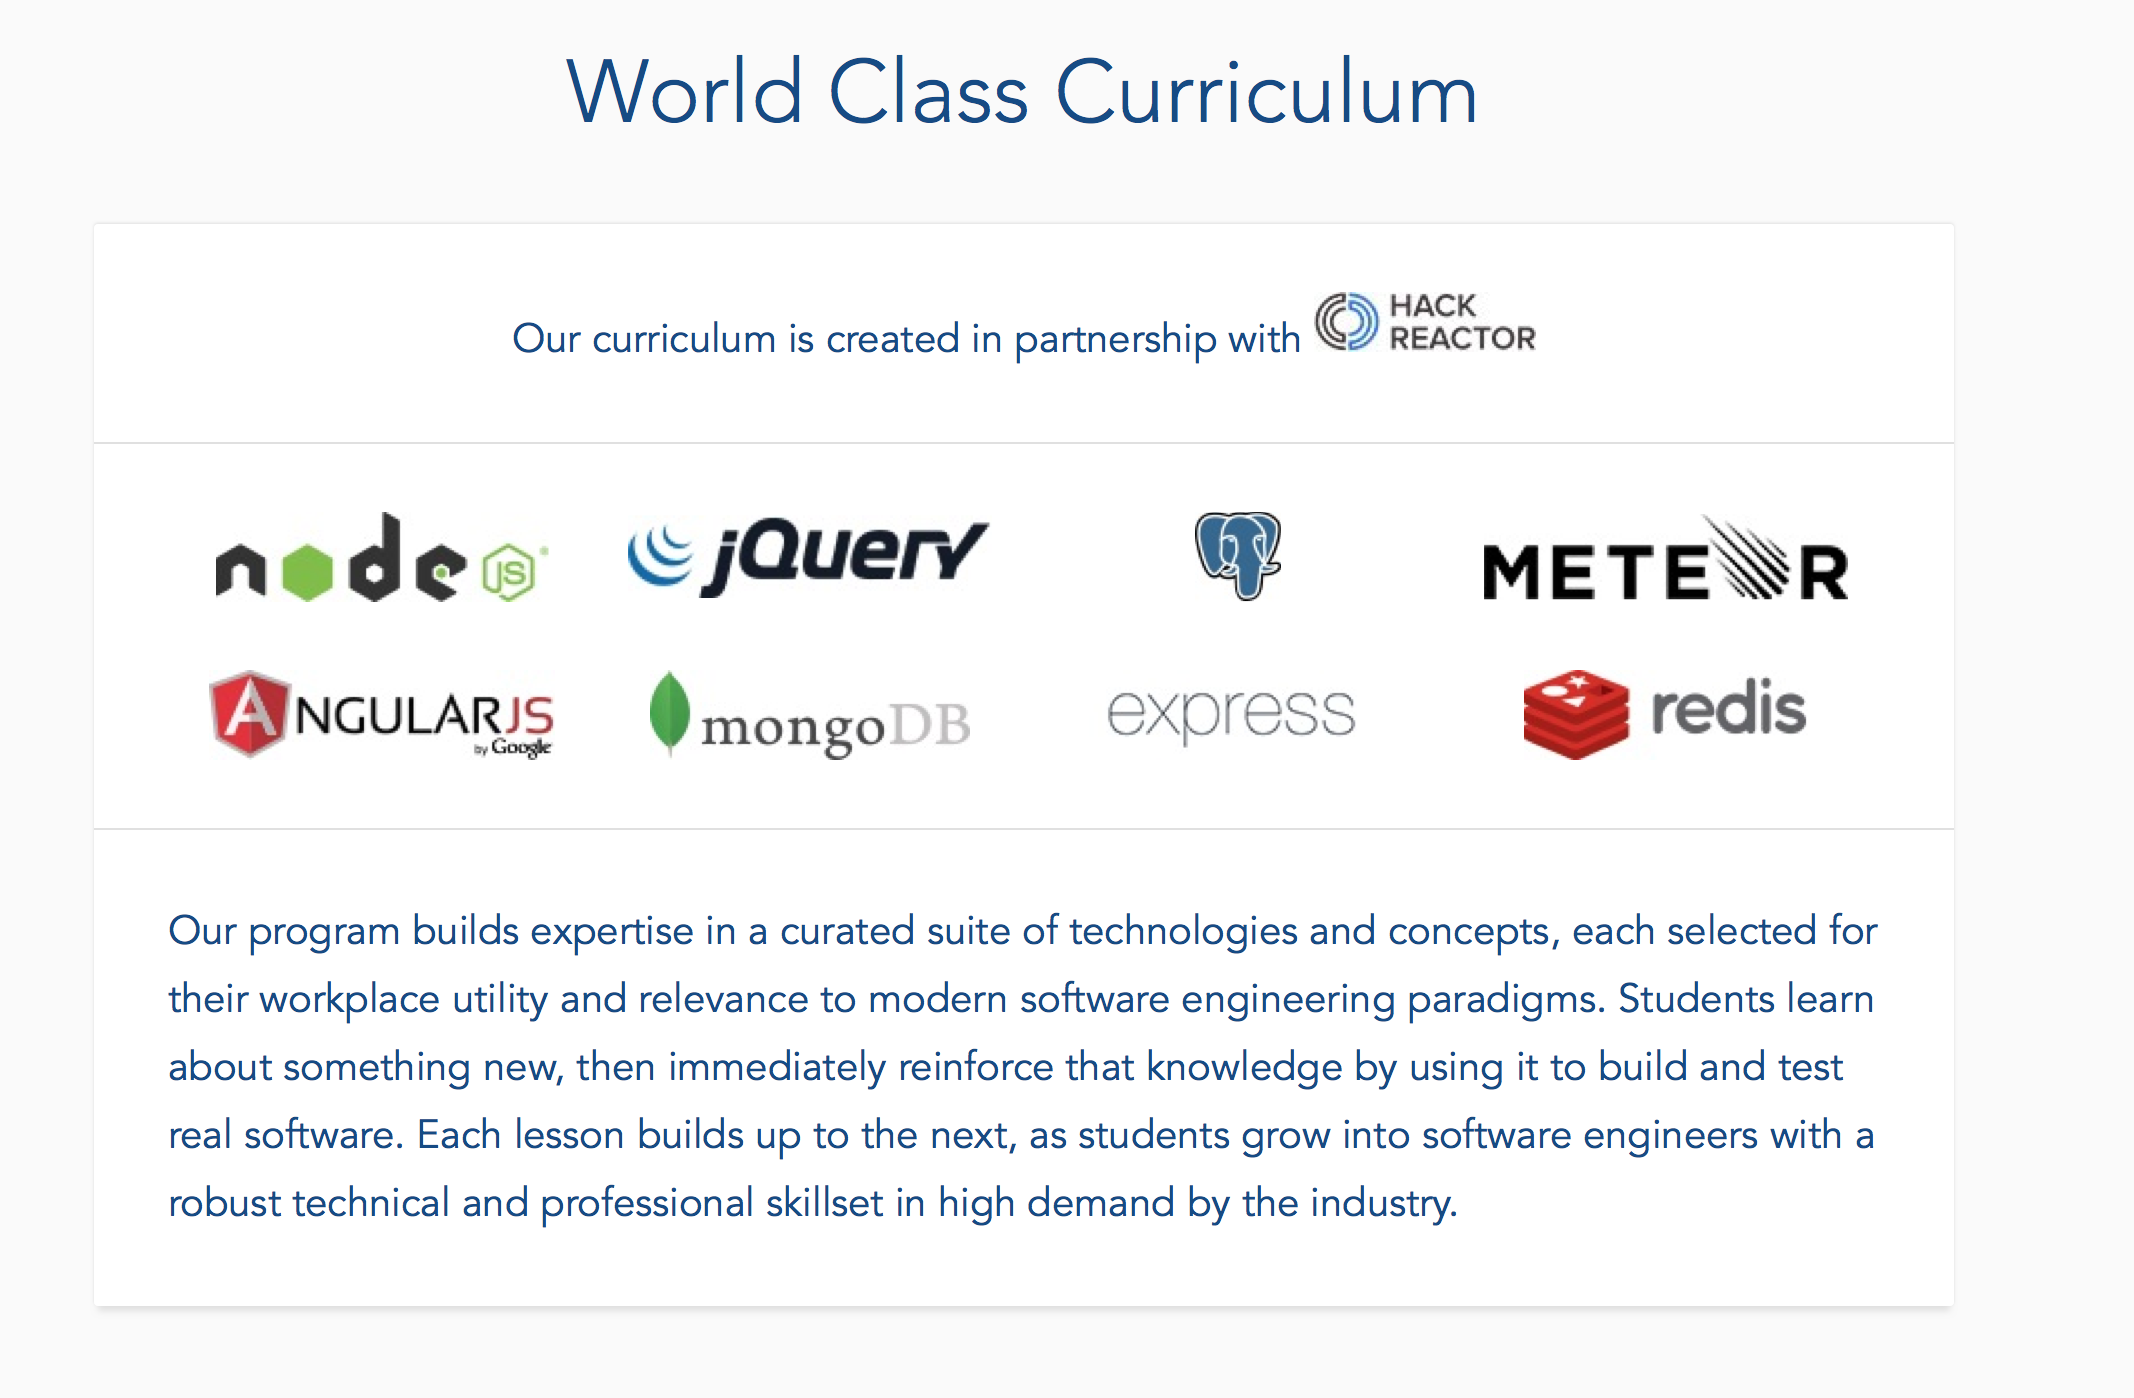 World Class Curriculum
Our curriculum is created in partnership with HACK REACTOR
node JS
jQuery
METEOR
ANGULARJS
by Google
mongoDB
express
redis
Our program builds expertise in a curated suite of technologies and concepts, each selected for
their workplace utility and relevance to modern software engineering paradigms. Students learn
about something new, then immediately reinforce that knowledge by using it to build and test
real software. Each lesson builds up to the next, as students grow into software engineers with a
robust technical and professional skillset in high demand by the industry.